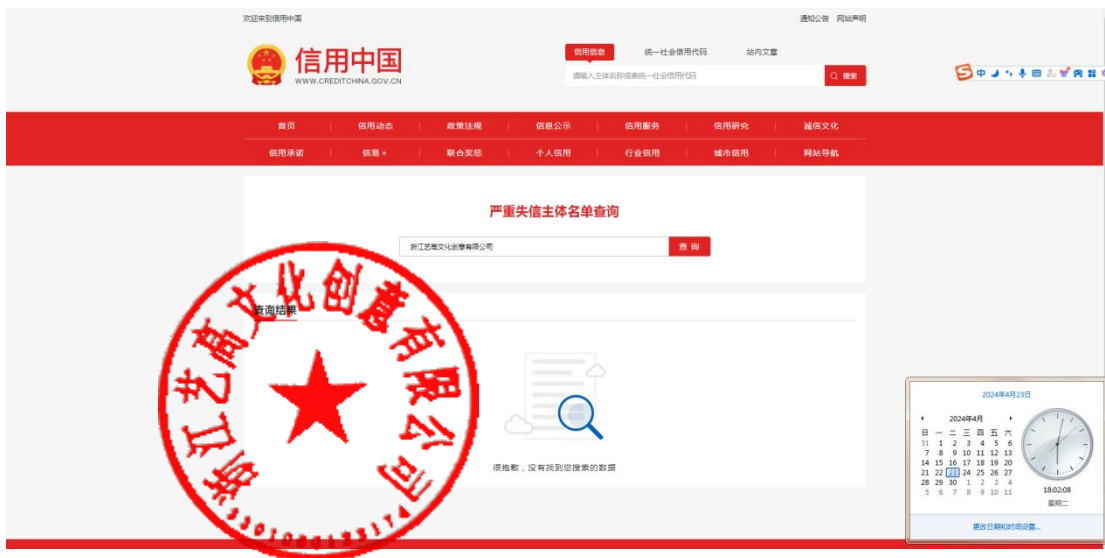 欢迎来到信用中国
通知公告 网站声明
信用中国
WWW.CREDITCHINA.GOV.CN
信用信息 统一社会信用代码 站内文章
请输入主体名称或者统一社会信用代码 搜索
中
首页 信用动态 政策法规 信息公示 信用服务 信用研究 诚信文化
信用承诺 信易+ 联合奖惩 个人信用 行业信用 城市信用 网站导航
严重失信主体名单查询
浙江艺高文化创意有限公司 查询
查询结果
浙江艺高文化创意有限公司
很抱歉，没有找到您搜索的数据
2024年4月23日
2024年4月
日 一 二 三 四 五 六
31 1 2 3 4 5 6
7 8 9 10 11 12 13
14 15 16 17 18 19 20
21 22 23 24 25 26 27
28 29 30 1 2 3 4
5 6 7 8 9 10 11
18:02:08
星期二
更改日期和时间设置...